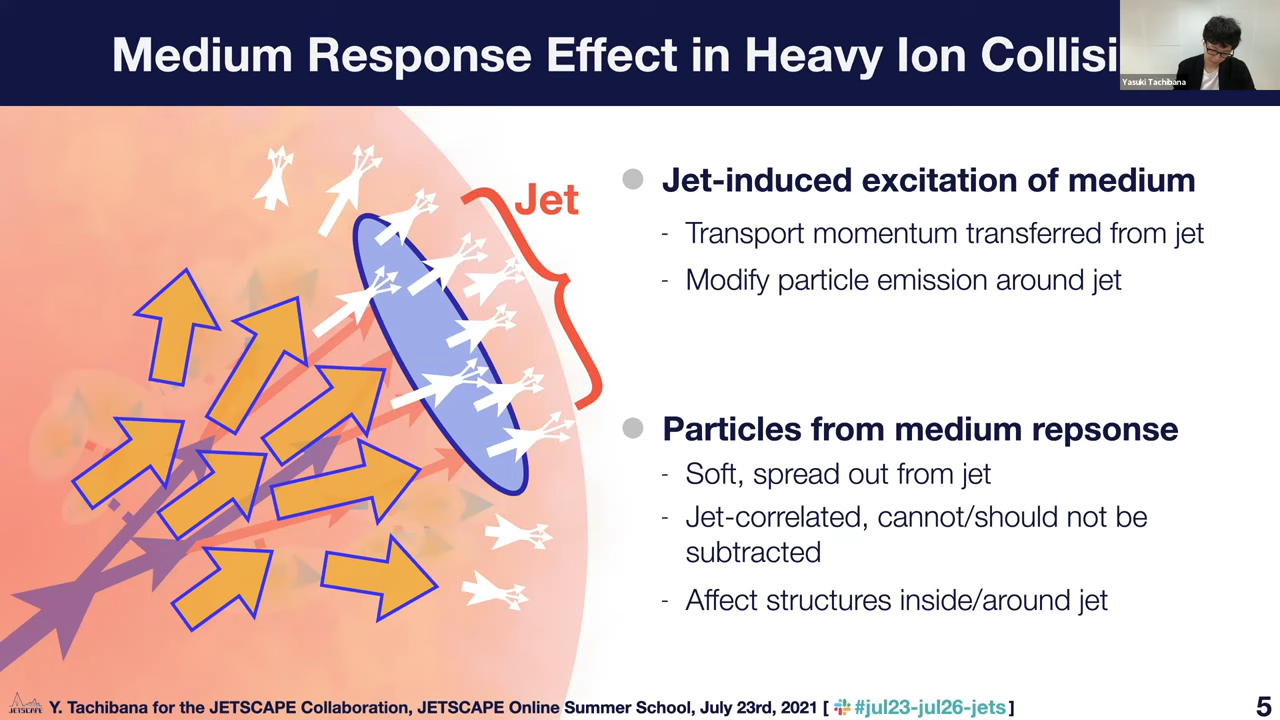 Medium Response Effect in Heavy Ion Collisi
Yasuki Tachibana
Jet
Jet-induced excitation of medium
- Transport momentum transferred from jet
- Modify particle emission around jet
Particles from medium repsonse
- Soft, spread out from jet
- Jet-correlated, cannot/should not be
subtracted
- Affect structures inside/around jet
JETSCAPE
Y. Tachibana for the JETSCAPE Collaboration, JETSCAPE Online Summer School, July 23rd, 2021 [ #jul23-jul26-jets]
5